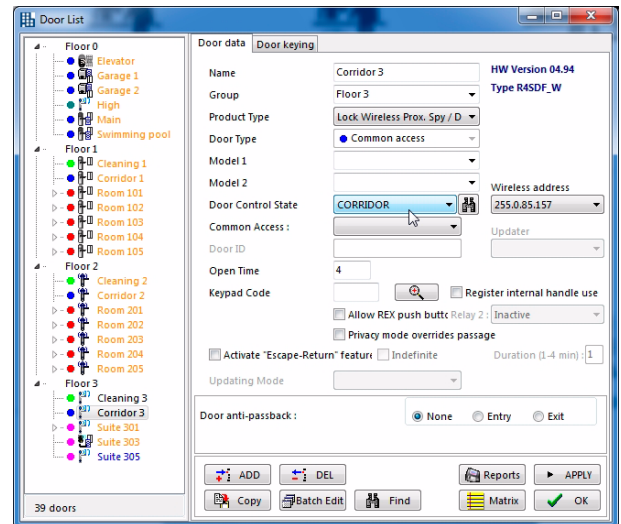 Door List
Floor 0
Elevator
Garage 1
Garage 2
High
Main
Swimming pool
Floor 1
Cleaning 1
Corridor 1
Room 101
Room 102
Room 103
Room 104
Room 105
Floor 2
Cleaning 2
Corridor 2
Room 201
Room 202
Room 203
Room 204
Room 205
Floor 3
Cleaning 3
Corridor 3
Suite 301
Suite 303
Suite 305
39 doors
Door data Door keying
Name Corridor 3 HW Version 04.94
Group Floor 3 Type R4SDF_W
Product Type Lock Wireless Prox. Spy / D
Door Type Common access
Model 1
Model 2 Wireless address
Door Control State CORRIDOR 255.0.85.157
Common Access : Updater
Door ID
Open Time 4
Keypad Code Register internal handle use
Allow REX push buttc Relay 2 : Inactive
Privacy mode overrides passage
Activate "Escape-Return" feature Indefinite Duration (1-4 min) : 1
Updating Mode
Door anti-passback : None Entry Exit
ADD DEL Reports APPLY
Copy Batch Edit Find Matrix OK